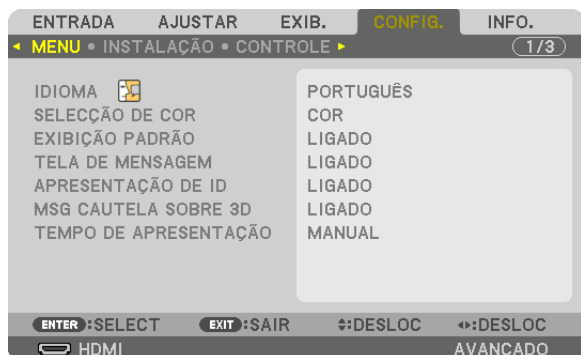 ENTRADA AJUSTAR EXIB. CONFIG. INFO.
MENU • INSTALAÇÃO • CONTROLE 1/3
IDIOMA PORTUGUÊS
SELECÇÃO DE COR COR
EXIBIÇÃO PADRÃO LIGADO
TELA DE MENSAGEM LIGADO
APRESENTAÇÃO DE ID LIGADO
MSG CAUTELA SOBRE 3D LIGADO
TEMPO DE APRESENTAÇÃO MANUAL
ENTER :SELECT EXIT :SAIR :DESLOC :DESLOC
HDMI AVANÇADO